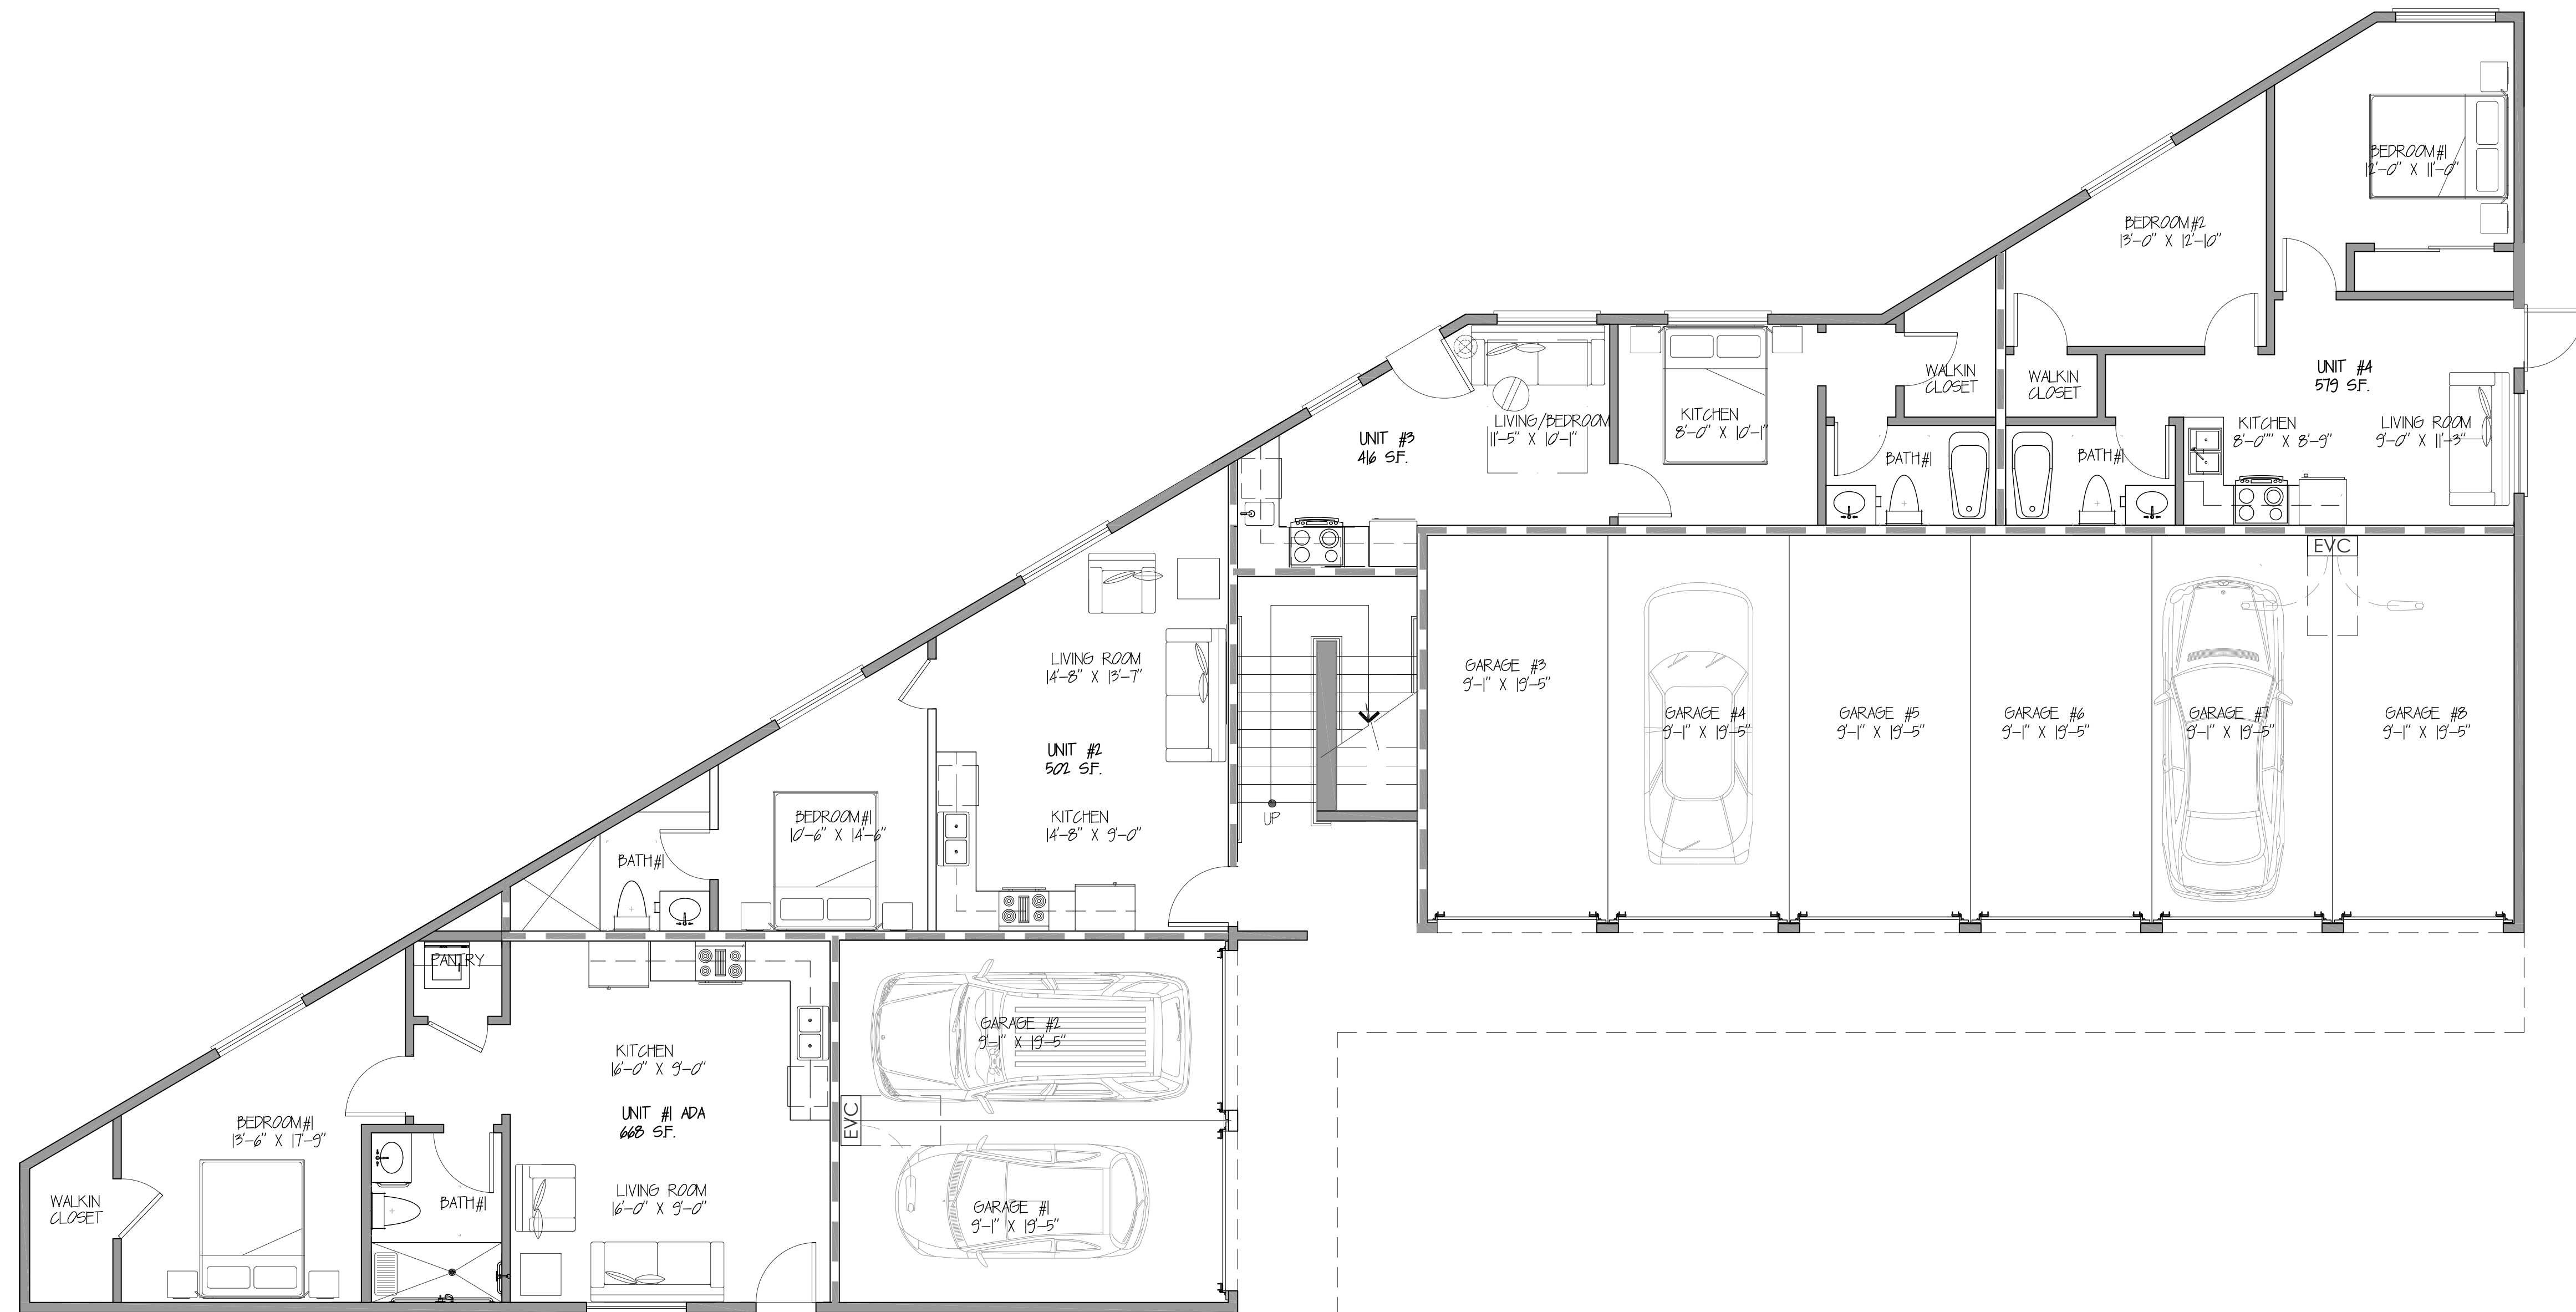 BEDROOM#1
12'-0" X 11'-0"
BEDROOM#2
13'-0" X 12'-10"
UNIT #4
579 S.F.
WALKIN
CLOSET
WALKIN
CLOSET
KITCHEN
8'-0"" X 8'-9"
LIVING ROOM
9'-0" X 11'-3"
BATH#1
BATH#1
KITCHEN
8'-0" X 10'-1"
LIVING/BEDROOM
11'-5" X 10'-1"
UNIT #3
416 S.F.
EVC
GARAGE #3
9'-1" X 19'-5"
GARAGE #4
9'-1" X 19'-5"
GARAGE #5
9'-1" X 19'-5"
GARAGE #6
9'-1" X 19'-5"
GARAGE #7
9'-1" X 19'-5"
GARAGE #8
9'-1" X 19'-5"
LIVING ROOM
14'-8" X 13'-7"
UNIT #2
502 S.F.
KITCHEN
14'-8" X 9'-0"
UP
BEDROOM#1
10'-6" X 14'-6"
BATH#1
PANTRY
KITCHEN
16'-0" X 9'-0"
UNIT #1 ADA
668 S.F.
LIVING ROOM
16'-0" X 9'-0"
GARAGE #2
9'-1" X 19'-5"
EVC
GARAGE #1
9'-1" X 19'-5"
BEDROOM#1
13'-6" X 17'-9"
BATH#1
WALKIN
CLOSET